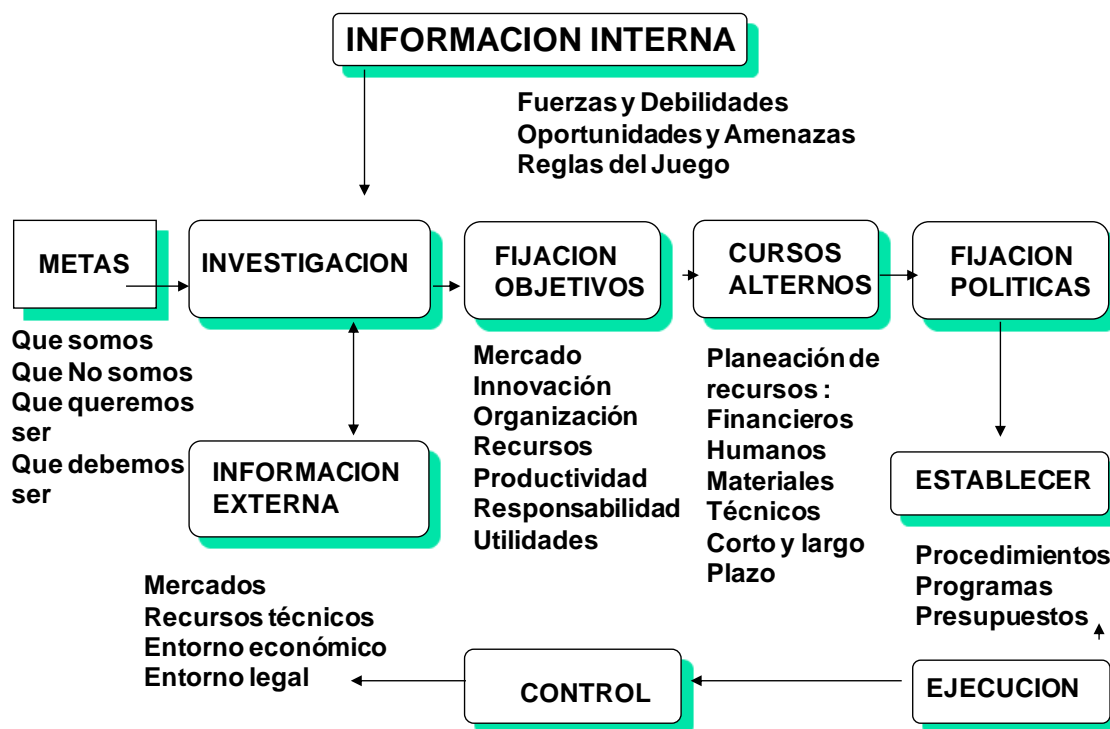 INFORMACION INTERNA
Fuerzas y Debilidades
Oportunidades y Amenazas
Reglas del Juego
METAS
Que somos
Que No somos
Que queremos
ser
Que debemos
ser
INVESTIGACION
INFORMACION
EXTERNA
Mercados
Recursos técnicos
Entorno económico
Entorno legal
FIJACION
OBJETIVOS
Mercado
Innovación
Organización
Recursos
Productividad
Responsabilidad
Utilidades
CURSOS
ALTERNOS
Planeación de
recursos :
Financieros
Humanos
Materiales
Técnicos
Corto y largo
Plazo
FIJACION
POLITICAS
ESTABLECER
Procedimientos
Programas
Presupuestos
EJECUCION
CONTROL